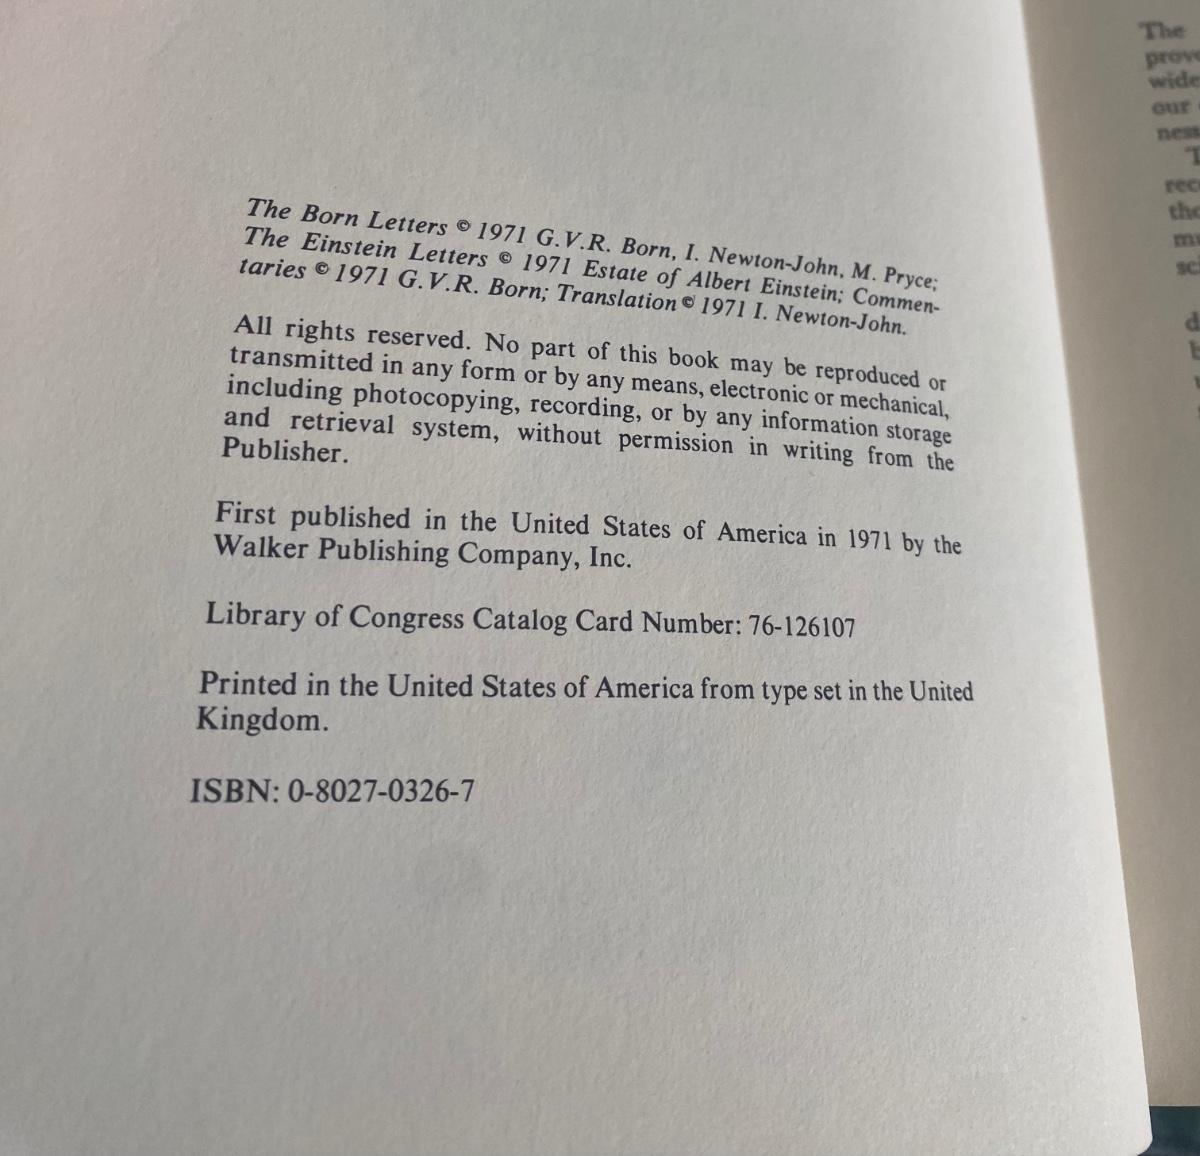 The Born Letters © 1971 G.V.R. Born, I. Newton-John, M. Pryce;
The Einstein Letters © 1971 Estate of Albert Einstein; Commen-
taries © 1971 G.V.R. Born; Translation © 1971 I. Newton-John.
All rights reserved. No part of this book may be reproduced or
transmitted in any form or by any means, electronic or mechanical,
including photocopying, recording, or by any information storage
and retrieval system, without permission in writing from the
Publisher.
First published in the United States of America in 1971 by the
Walker Publishing Company, Inc.
Library of Congress Catalog Card Number: 76-126107
Printed in the United States of America from type set in the United
Kingdom.
ISBN: 0-8027-0326-7
The
our